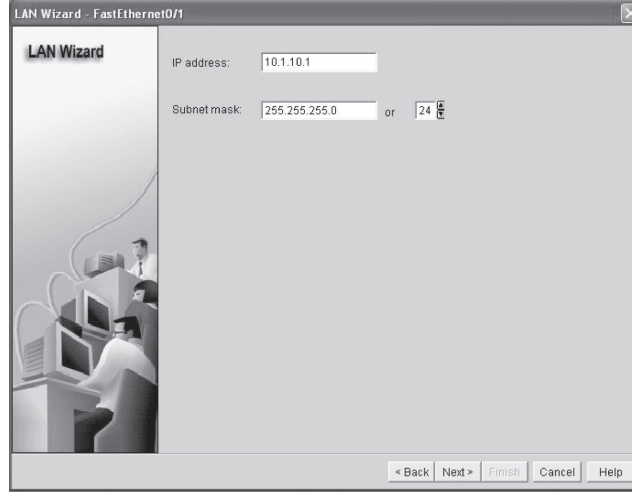 LAN Wizard - FastEthernet0/1
LAN Wizard
IP address: 10.1.10.1
Subnet mask: 255.255.255.0 or 24
< Back Next > Finish Cancel Help